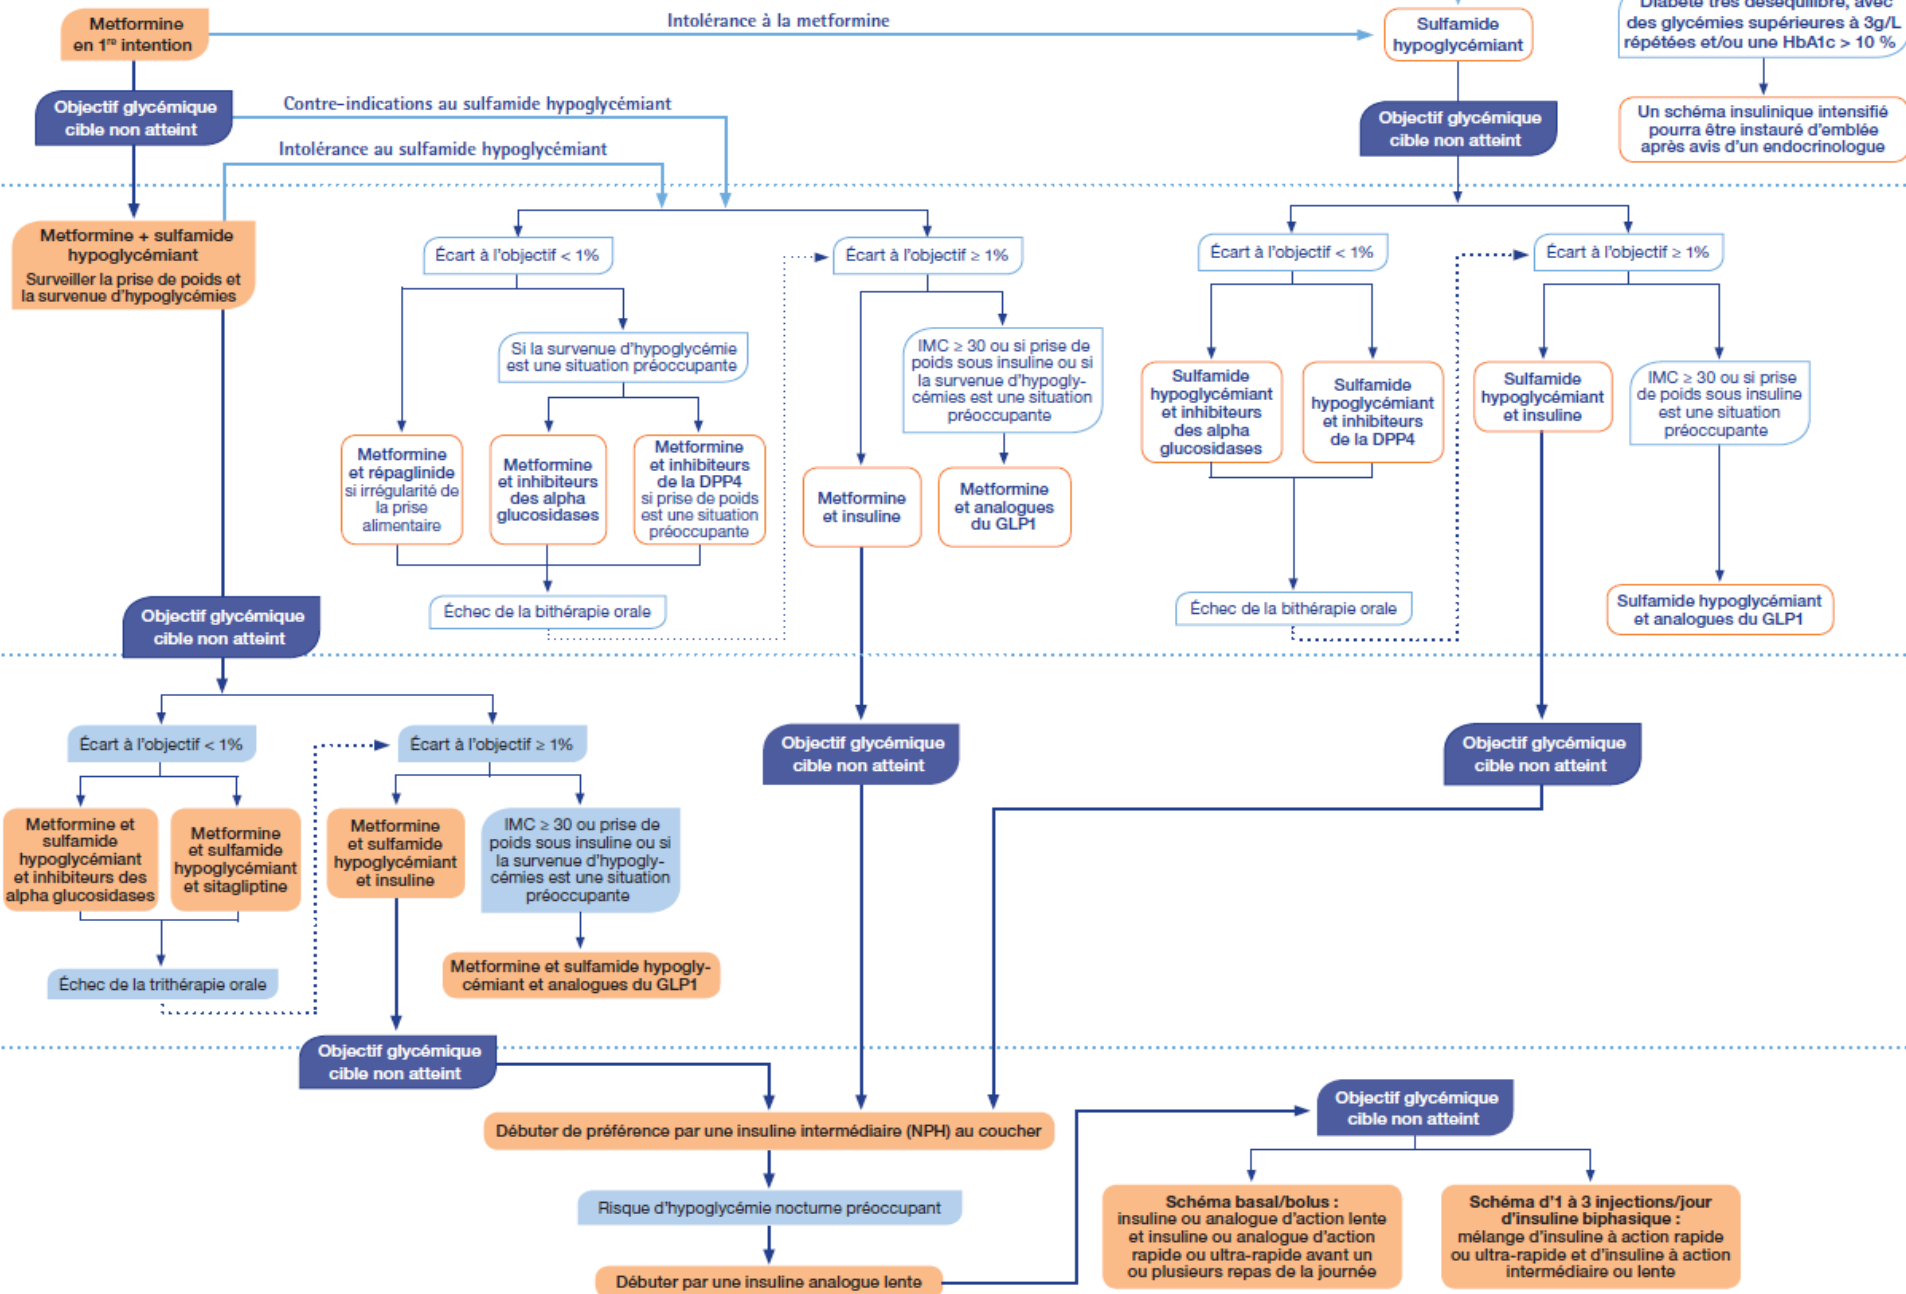 Metformine
en 1re intention
Intolérance à la metformine
Sulfamide
hypoglycémiant
Diabète très déséquilibré, avec
des glycémies supérieures à 3g/L
répétées et/ou une HbA1c > 10 %
Objectif glycémique
cible non atteint
Contre-indications au sulfamide hypoglycémiant
Intolérance au sulfamide hypoglycémiant
Objectif glycémique
cible non atteint
Un schéma insulinique intensifié
pourra être instauré d'emblée
après avis d'un endocrinologue
Metformine + sulfamide
hypoglycémiant
Surveiller la prise de poids et
la survenue d'hypoglycémies
Écart à l'objectif < 1%
Écart à l'objectif ≥ 1%
Écart à l'objectif < 1%
Écart à l'objectif ≥ 1%
Si la survenue d'hypoglycémie
est une situation préoccupante
IMC ≥ 30 ou si prise de
poids sous insuline ou si
la survenue d'hypogly-
cémies est une situation
préoccupante
Sulfamide
hypoglycémiant
et inhibiteurs
des alpha
glucosidases
Sulfamide
hypoglycémiant
et inhibiteurs
de la DPP4
Sulfamide
hypoglycémiant
et insuline
IMC ≥ 30 ou si prise
de poids sous insuline
est une situation
préoccupante
Metformine
et répaglinide
si irrégularité de
la prise
alimentaire
Metformine
et inhibiteurs
des alpha
glucosidases
Metformine
et inhibiteurs
de la DPP4
si prise de poids
est une situation
préoccupante
Metformine
et insuline
Metformine
et analogues
du GLP1
Échec de la bithérapie orale
Échec de la bithérapie orale
Sulfamide hypoglycémiant
et analogues du GLP1
Objectif glycémique
cible non atteint
Écart à l'objectif < 1%
Écart à l'objectif ≥ 1%
Objectif glycémique
cible non atteint
Objectif glycémique
cible non atteint
Metformine et
sulfamide
hypoglycémiant
et inhibiteurs des
alpha glucosidases
Metformine
et sulfamide
hypoglycémiant
et sitagliptine
Metformine
et sulfamide
hypoglycémiant
et insuline
IMC ≥ 30 ou prise de
poids sous insuline ou si
la survenue d'hypogly-
cémies est une situation
préoccupante
Échec de la trithérapie orale
Metformine et sulfamide hypogly-
cémiant et analogues du GLP1
Objectif glycémique
cible non atteint
Débuter de préférence par une insuline intermédiaire (NPH) au coucher
Objectif glycémique
cible non atteint
Risque d'hypoglycémie nocturne préoccupant
Débuter par une insuline analogue lente
Schéma basal/bolus :
insuline ou analogue d'action lente
et insuline ou analogue d'action
rapide ou ultra-rapide avant un
ou plusieurs repas de la journée
Schéma d'1 à 3 injections/jour
d'insuline biphasique :
mélange d'insuline à action rapide
ou ultra-rapide et d'insuline à action
intermédiaire ou lente